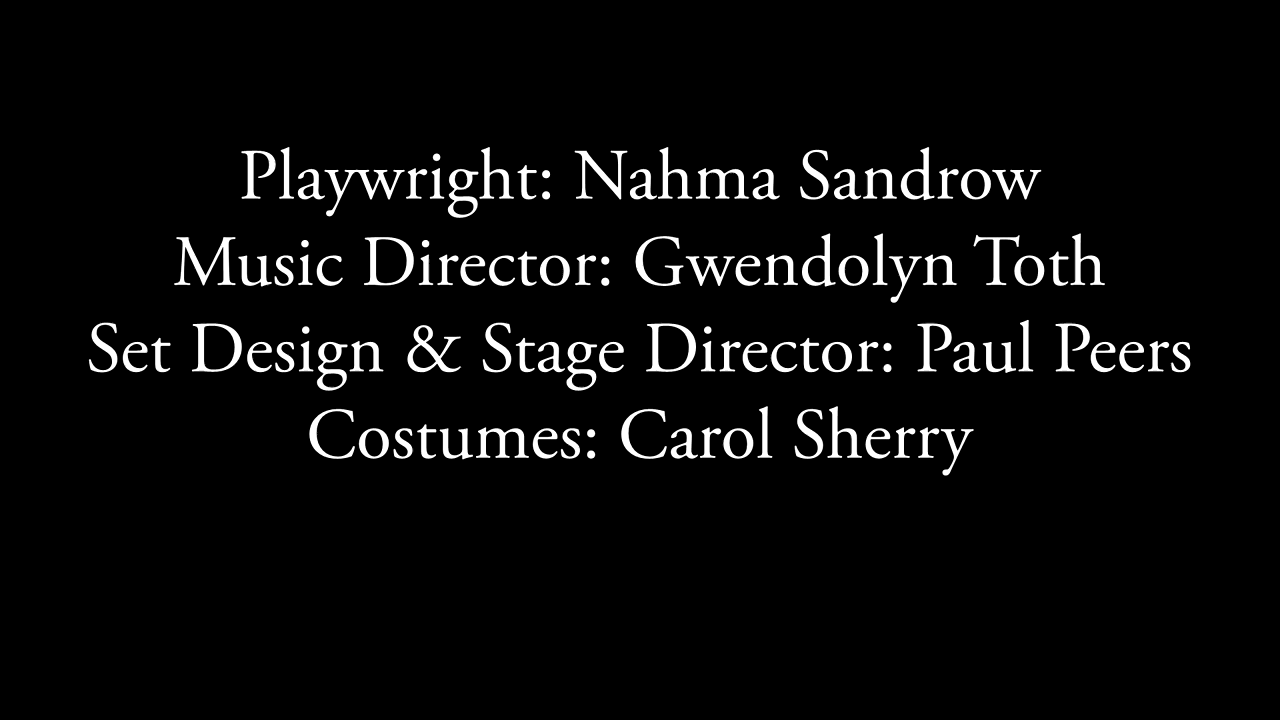 Playwright: Nahma Sandrow
Music Director: Gwendolyn Toth
Set Design & Stage Director: Paul Peers
Costumes: Carol Sherry